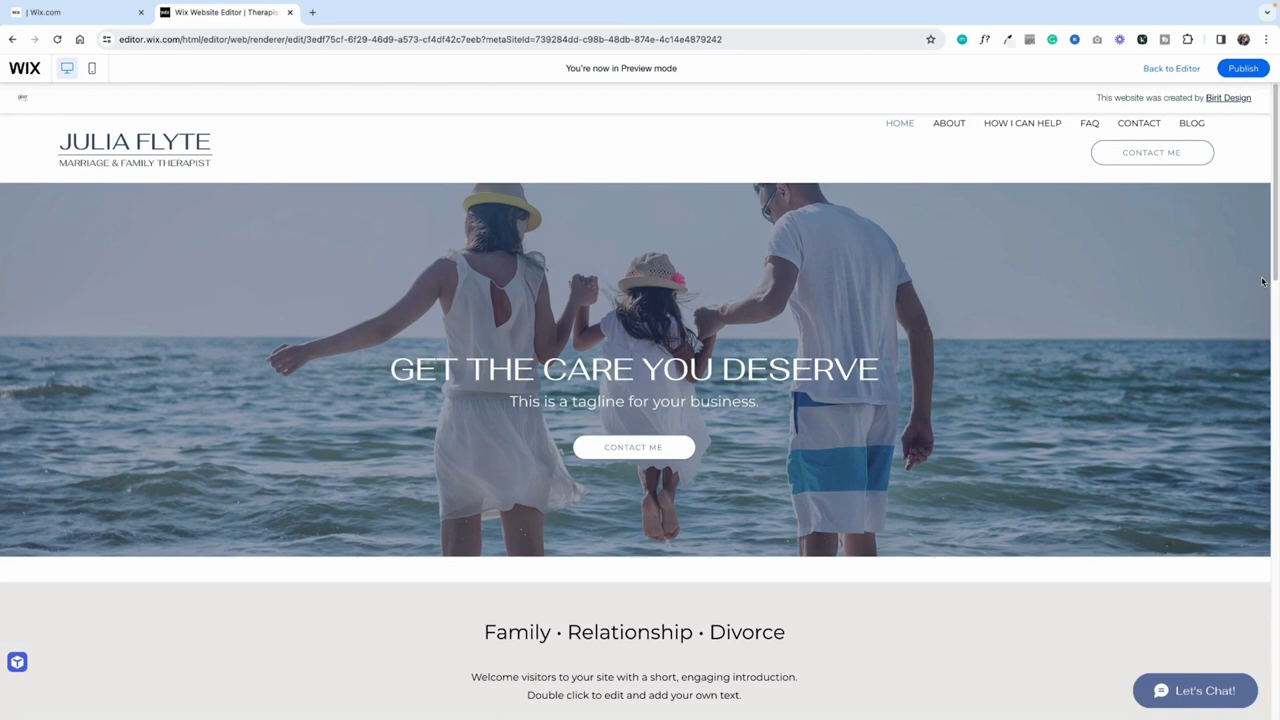 | Wix.com
Wix Website Editor | Therapis
editor.wix.com/html/editor/web/renderer/edit/3edf75cf-6f29-46d9-a573-cf4df42c7eeb?metaSiteId=739284dd-c98b-48db-874e-4c14e4879242
WIX
You're now in Preview mode
Back to Editor
Publish
This website was created by Birit Design
JULIA FLYTE
MARRIAGE & FAMILY THERAPIST
HOME ABOUT HOW I CAN HELP FAQ CONTACT BLOG
CONTACT ME
GET THE CARE YOU DESERVE
This is a tagline for your business.
CONTACT ME
Family • Relationship • Divorce
Welcome visitors to your site with a short, engaging introduction.
Double click to edit and add your own text.
Let's Chat!